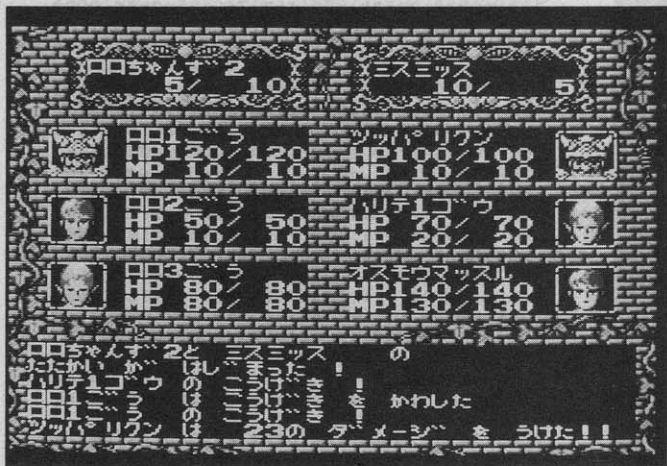 ロロちゃんず2
5/ 10
ミスミッス
10/ 5
ロロ1ごう
HP120/120
MP 10/ 10
ツッパリクン
HP100/100
MP 10/ 10
ロロ2ごう
HP 50/ 50
MP 10/ 10
ハリテ1ゴウ
HP 70/ 70
MP 20/ 20
ロロ3ごう
HP 80/ 80
MP 80/ 80
オスモウマッスル
HP140/140
MP130/130
ロロちゃんず2と ミスミッス の
たたかい が はじまった !
ハリテ1ゴウ の こうげき !
ロロ1ごう は こうげき を かわした
ロロ1ごう の こうげき !
ツッパリクン は 23の ダメージ を うけた!!